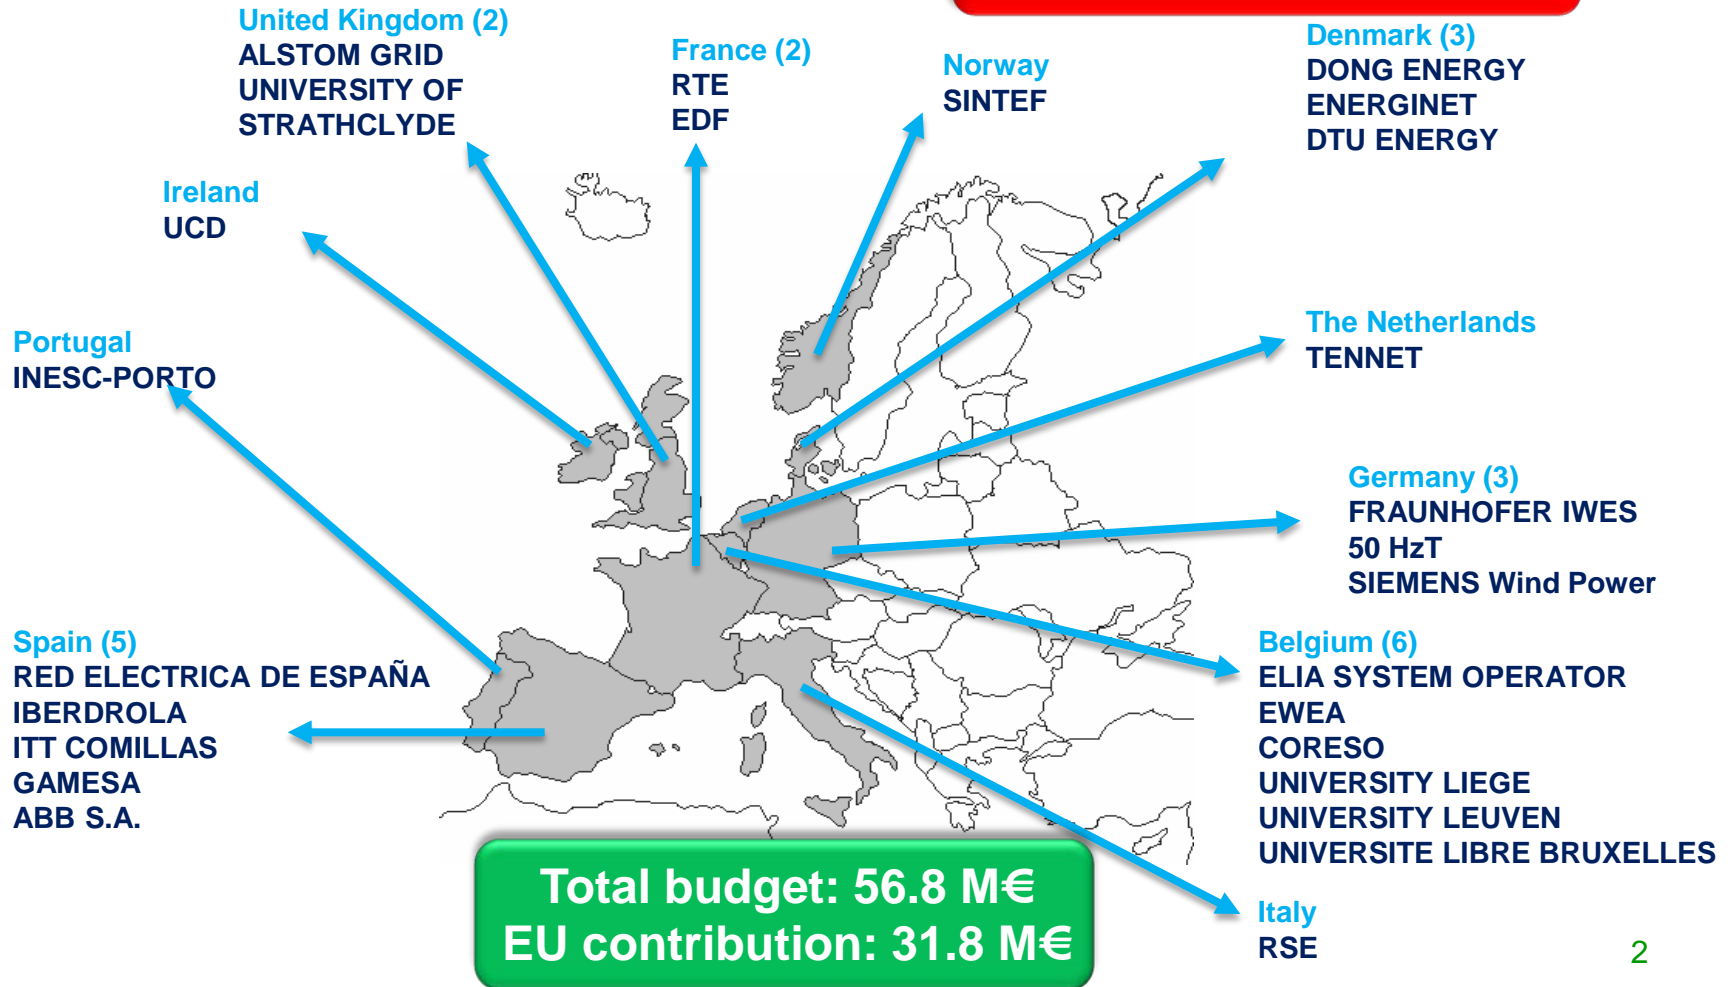 United Kingdom (2)
ALSTOM GRID
UNIVERSITY OF
STRATHCLYDE
France (2)
RTE
EDF
Norway
SINTEF
Denmark (3)
DONG ENERGY
ENERGINET
DTU ENERGY
Ireland
UCD
Portugal
INESC-PORTO
The Netherlands
TENNET
Germany (3)
FRAUNHOFER IWES
50 HzT
SIEMENS Wind Power
Spain (5)
RED ELECTRICA DE ESPAÑA
IBERDROLA
ITT COMILLAS
GAMESA
ABB S.A.
Belgium (6)
ELIA SYSTEM OPERATOR
EWEA
CORESO
UNIVERSITY LIEGE
UNIVERSITY LEUVEN
UNIVERSITE LIBRE BRUXELLES
Total budget: 56.8 M€
EU contribution: 31.8 M€
Italy
RSE
2